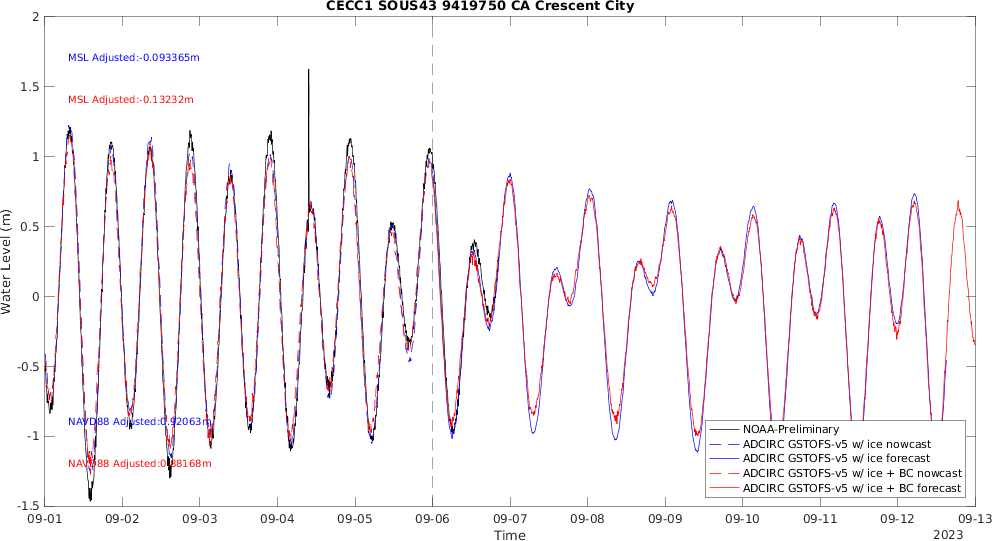 CECC1 SOUS43 9419750 CA Crescent City
2
1.5
1
0.5
0
-0.5
-1
-1.5
Water Level (m)
MSL Adjusted:-0.093365m
MSL Adjusted:-0.13232m
NAVD88 Adjusted:0.92063m
NAVD88 Adjusted:0.88168m
NOAA-Preliminary
ADCIRC GSTOFS-v5 w/ ice nowcast
ADCIRC GSTOFS-v5 w/ ice forecast
ADCIRC GSTOFS-v5 w/ ice + BC nowcast
ADCIRC GSTOFS-v5 w/ ice + BC forecast
09-01 09-02 09-03 09-04 09-05 09-06 09-07 09-08 09-09 09-10 09-11 09-12 09-13
Time
2023